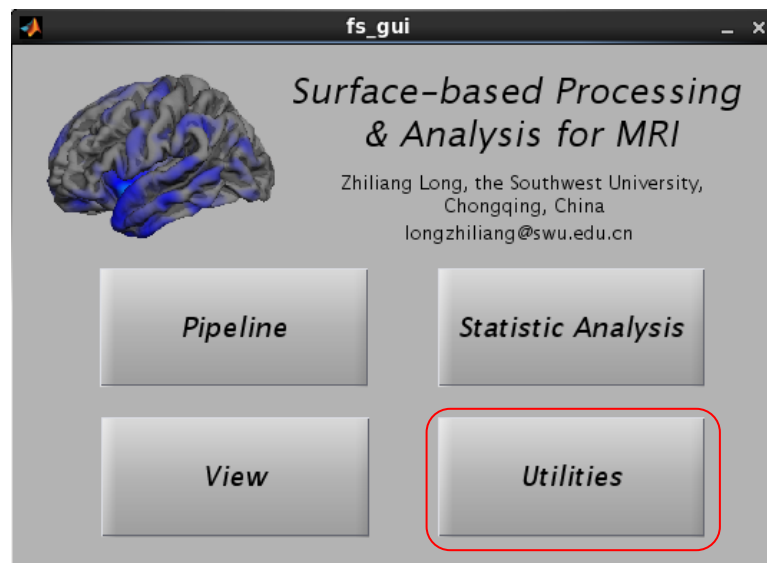 fs_gui
Surface-based Processing
& Analysis for MRI
Zhiliang Long, the Southwest University,
Chongqing, China
longzhiliang@swu.edu.cn
Pipeline
Statistic Analysis
View
Utilities